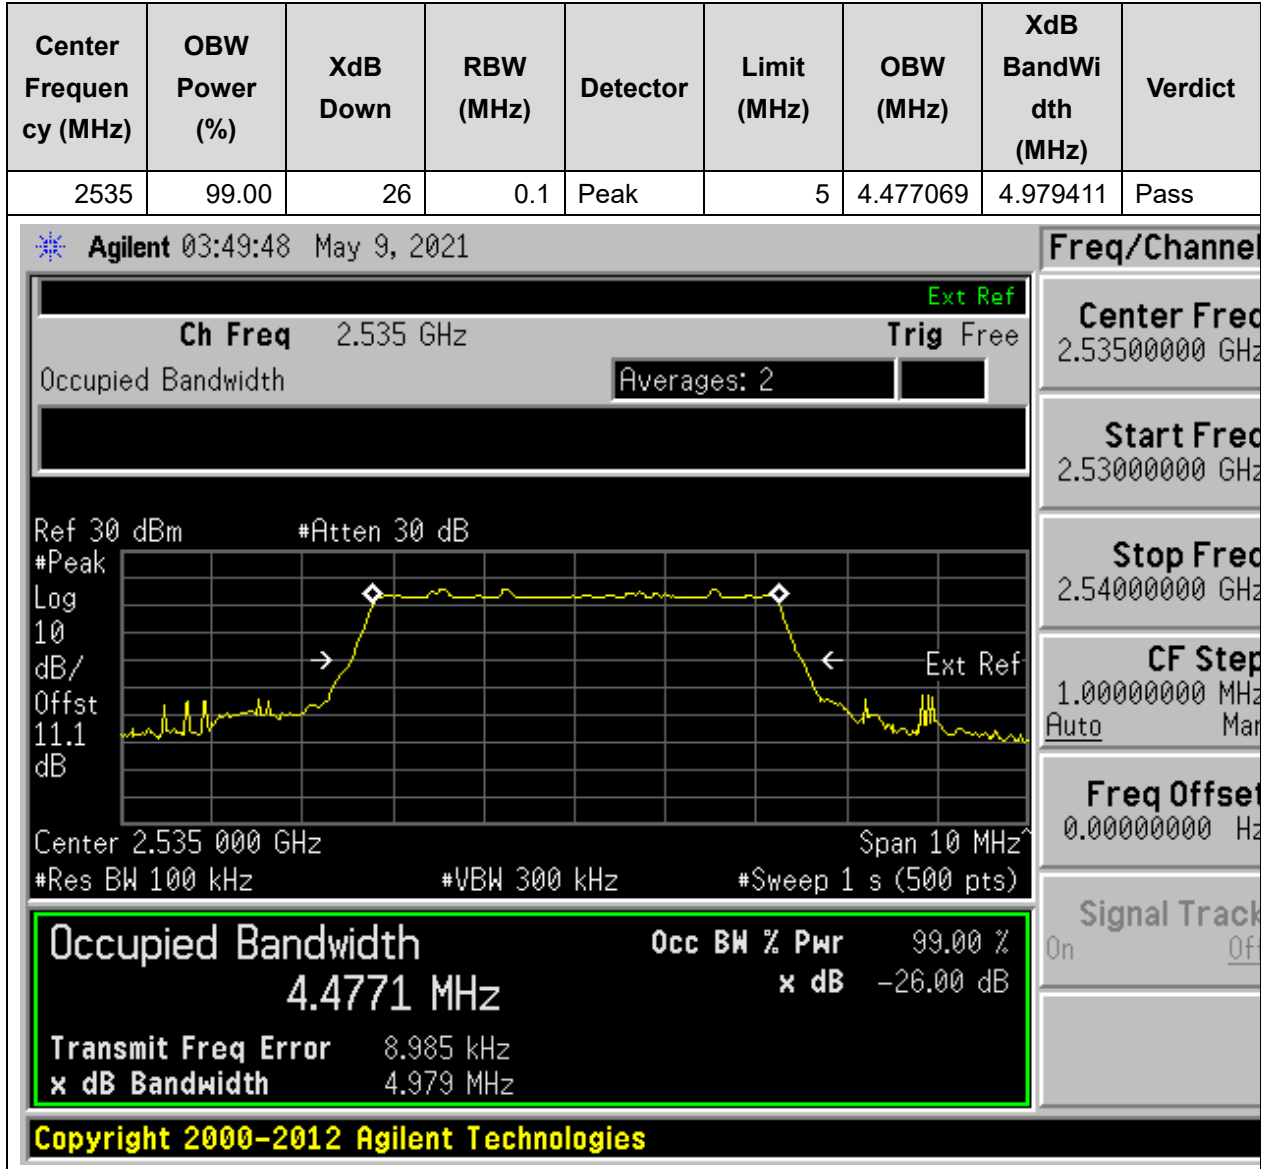 Center Frequen cy (MHz) OBW Power (%) XdB Down RBW (MHz) Detector Limit (MHz) OBW (MHz) XdB BandWi dth (MHz) Verdict
2535 99.00 26 0.1 Peak 5 4.477069 4.979411 Pass
Agilent 03:49:48 May 9, 2021
Freq/Channel
Ext Ref
Ch Freq 2.535 GHz Trig Free
Occupied Bandwidth Averages: 2
Center Freq
2.53500000 GHz
Start Freq
2.53000000 GHz
Ref 30 dBm #Atten 30 dB
#Peak
Log
10
dB/
Offst
11.1
dB
Ext Ref
Stop Freq
2.54000000 GHz
CF Step
1.00000000 MHz
Auto Man
Freq Offset
0.00000000 Hz
Center 2.535 000 GHz Span 10 MHz^
#Res BW 100 kHz #VBW 300 kHz #Sweep 1 s (500 pts)
Signal Track
On Off
Occupied Bandwidth Occ BW % Pwr 99.00 %
4.4771 MHz x dB -26.00 dB
Transmit Freq Error 8.985 kHz
x dB Bandwidth 4.979 MHz
Copyright 2000-2012 Agilent Technologies